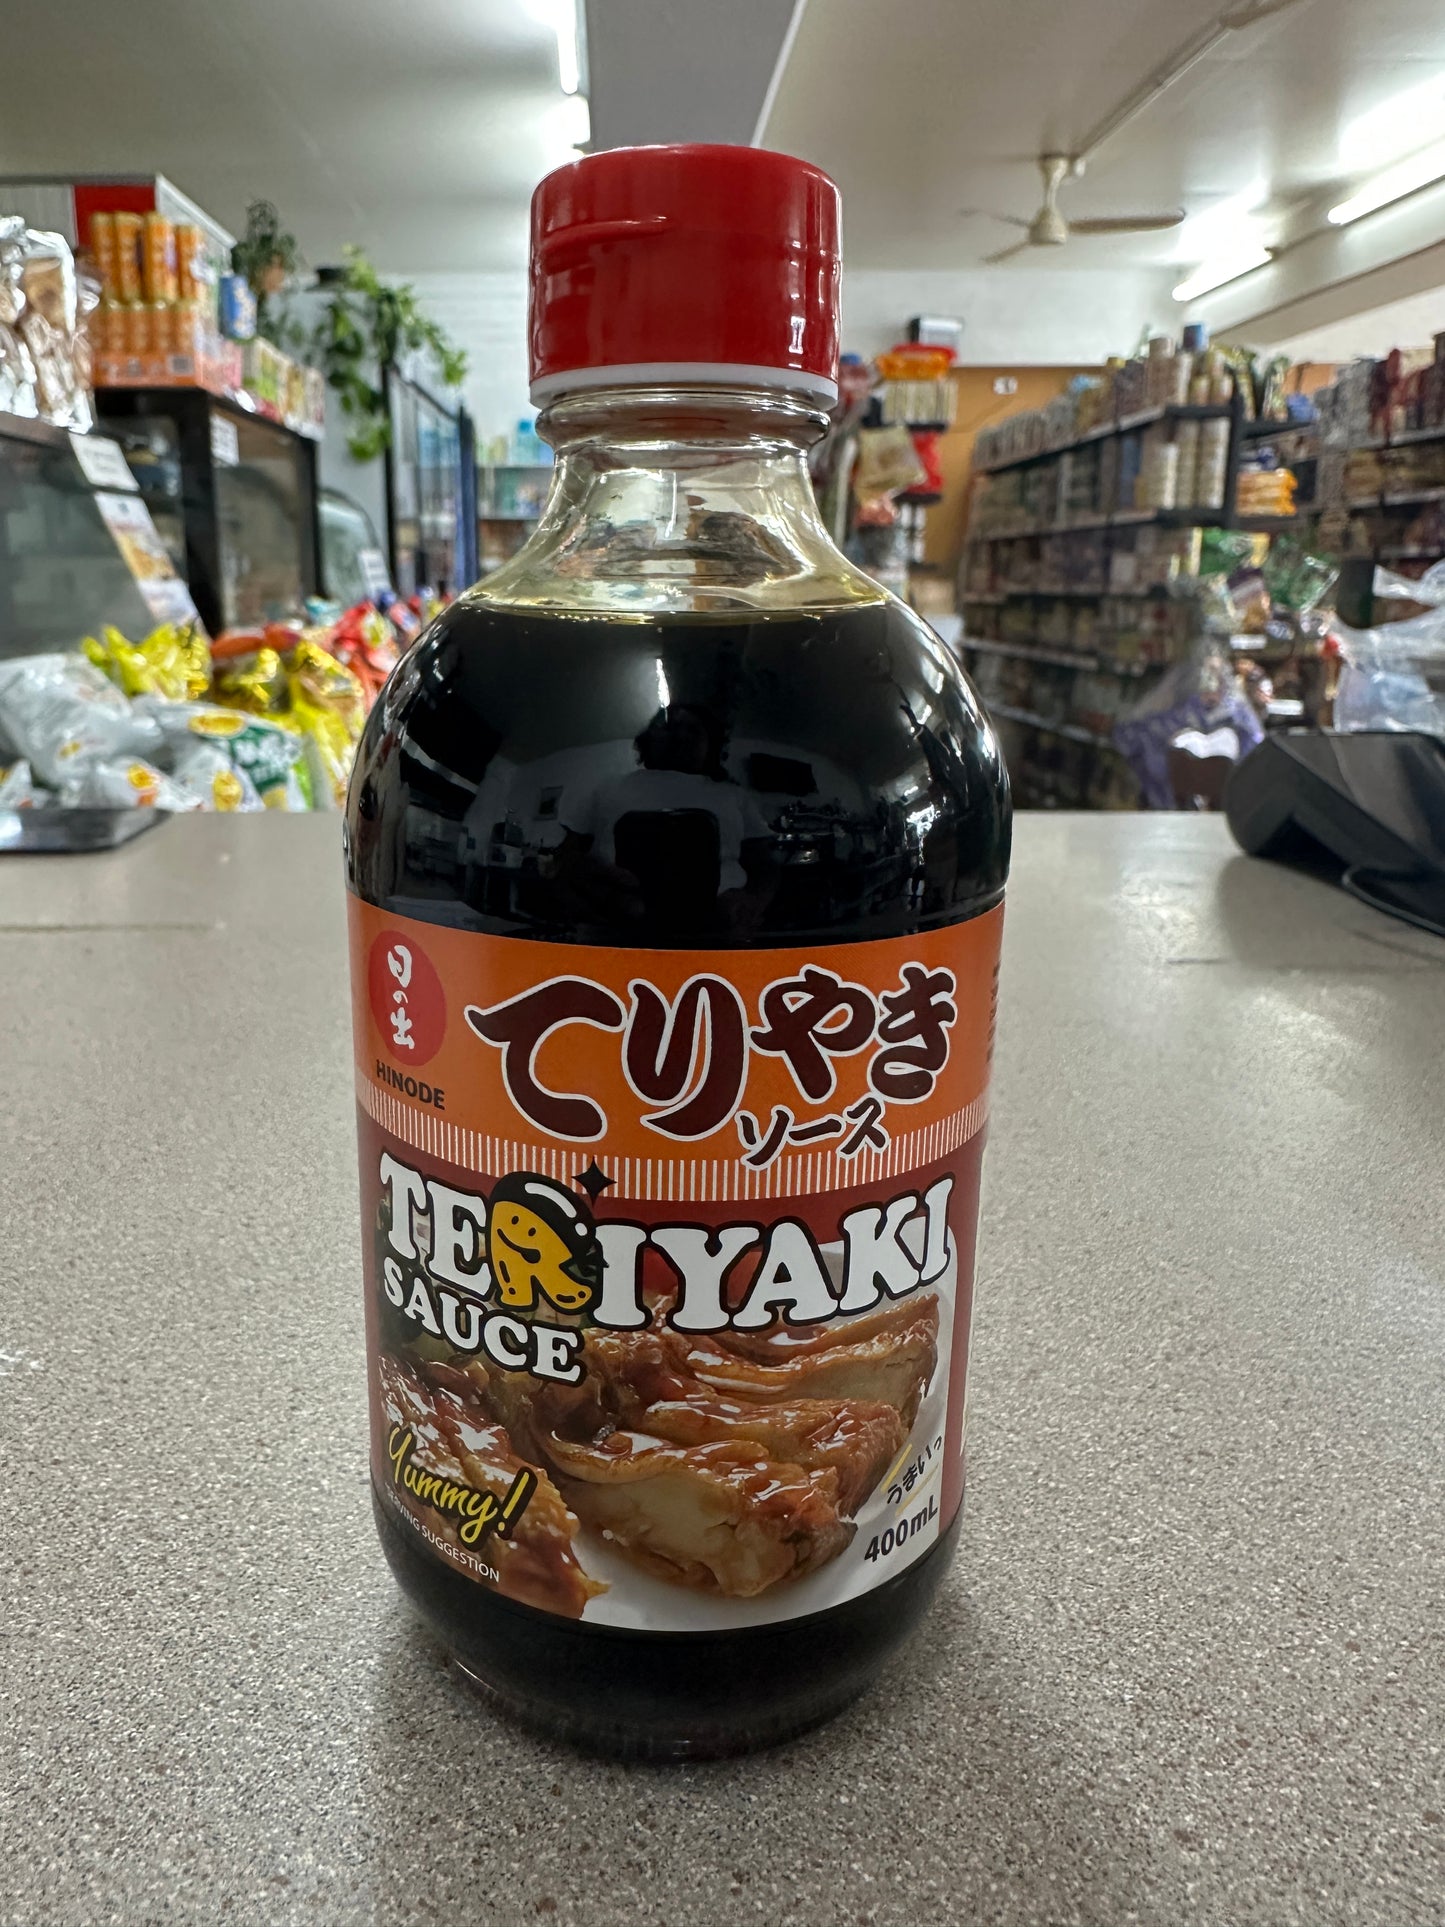 日の出
HINODE
てりやき
ソース
TERIYAKI
SAUCE
Yummy!
SERVING SUGGESTION
うまいっ
400mL